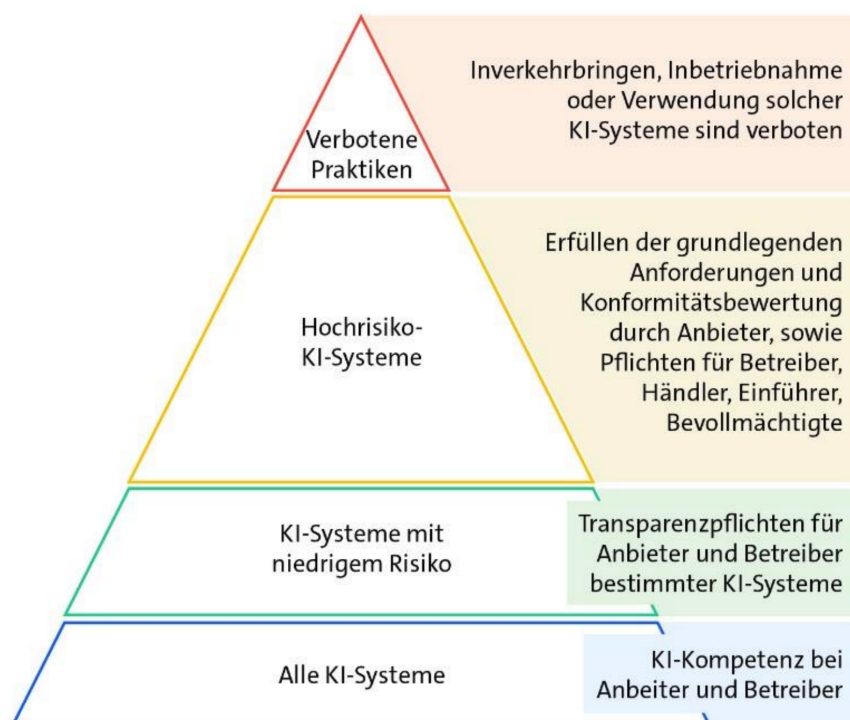 Inverkehrbringen, Inbetriebnahme
oder Verwendung solcher
KI-Systeme sind verboten
Verbotene
Praktiken
Erfüllen der grundlegenden
Anforderungen und
Konformitätsbewertung
durch Anbieter, sowie
Pflichten für Betreiber,
Händler, Einführer,
Bevollmächtigte
Hochrisiko-
KI-Systeme
Transparenzpflichten für
Anbieter und Betreiber
bestimmter KI-Systeme
KI-Systeme mit
niedrigem Risiko
KI-Kompetenz bei
Anbeiter und Betreiber
Alle KI-Systeme